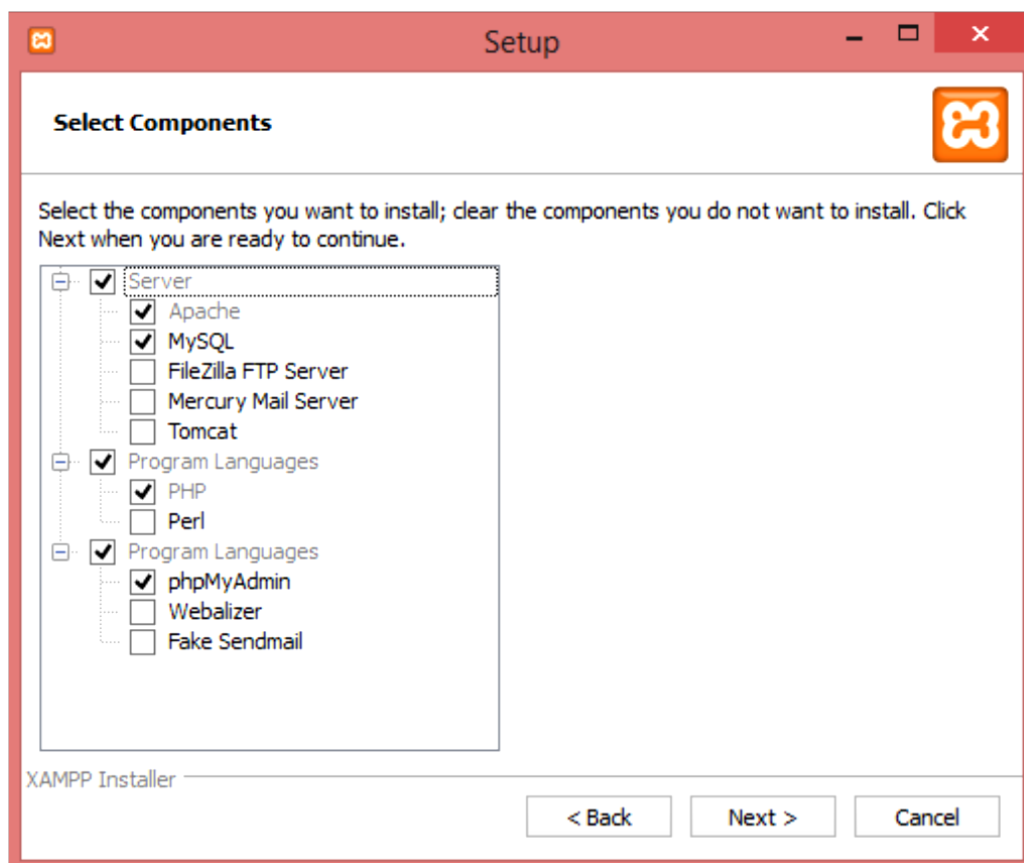 Setup
Select Components
Select the components you want to install; clear the components you do not want to install. Click
Next when you are ready to continue.
Server
Apache
MySQL
FileZilla FTP Server
Mercury Mail Server
Tomcat
Program Languages
PHP
Perl
Program Languages
phpMyAdmin
Webalizer
Fake Sendmail
XAMPP Installer
< Back Next > Cancel